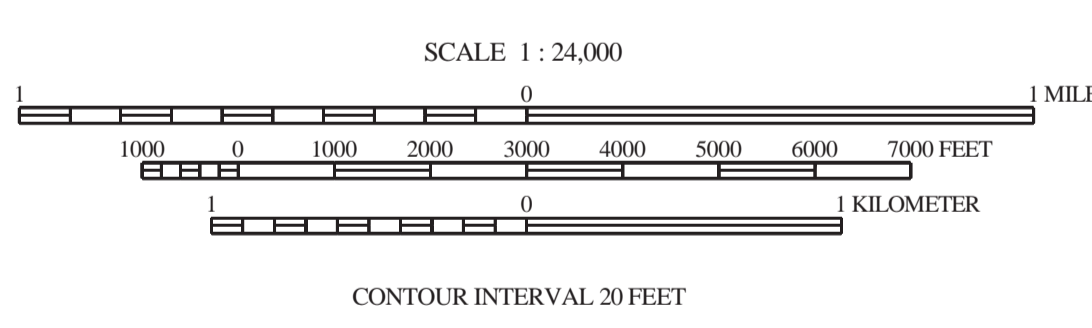 SCALE 1 : 24,000
1 0 1 MILE
1000 0 1000 2000 3000 4000 5000 6000 7000 FEET
1 0 1 KILOMETER
CONTOUR INTERVAL 20 FEET